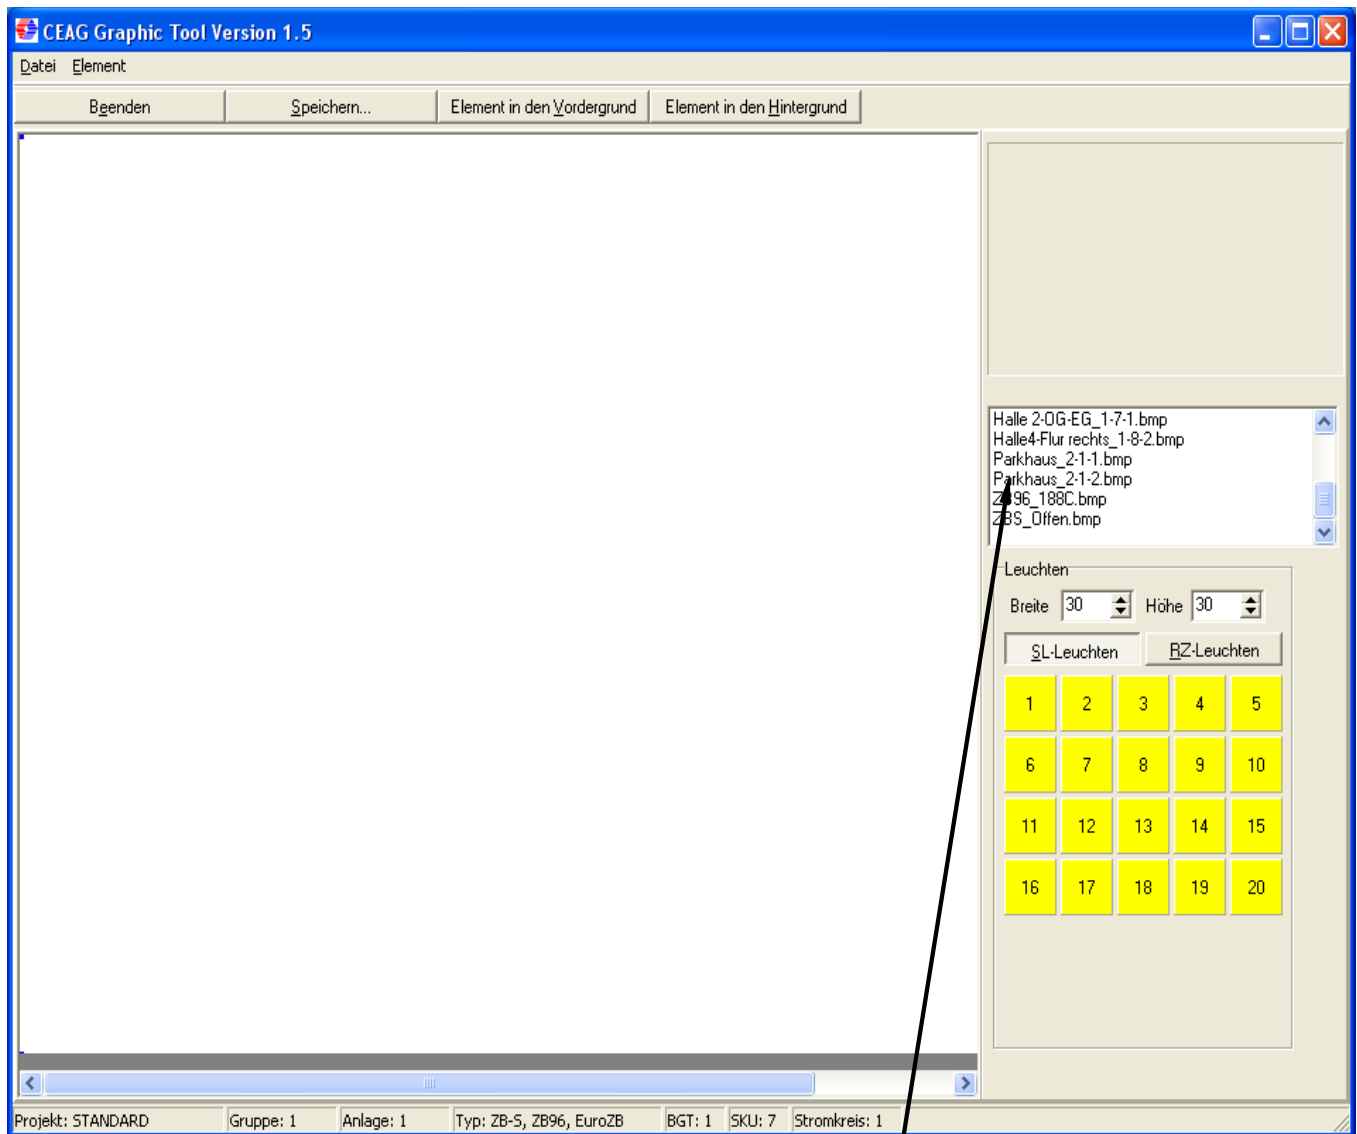 CEAG Graphic Tool Version 1.5
Datei Element
Beenden Speichern... Element in den Vordergrund Element in den Hintergrund
Halle 2-OG-EG_1-7-1.bmp
Halle4-Flur rechts_1-8-2.bmp
Parkhaus_2-1-1.bmp
Parkhaus_2-1-2.bmp
ZB96_188C.bmp
ZBS_Offen.bmp
Leuchten
Breite 30 Höhe 30
SL-Leuchten RZ-Leuchten
1 2 3 4 5
6 7 8 9 10
11 12 13 14 15
16 17 18 19 20
Projekt: STANDARD Gruppe: 1 Anlage: 1 Typ: ZB-S, ZB96, EuroZB BGT: 1 SKU: 7 Stromkreis: 1